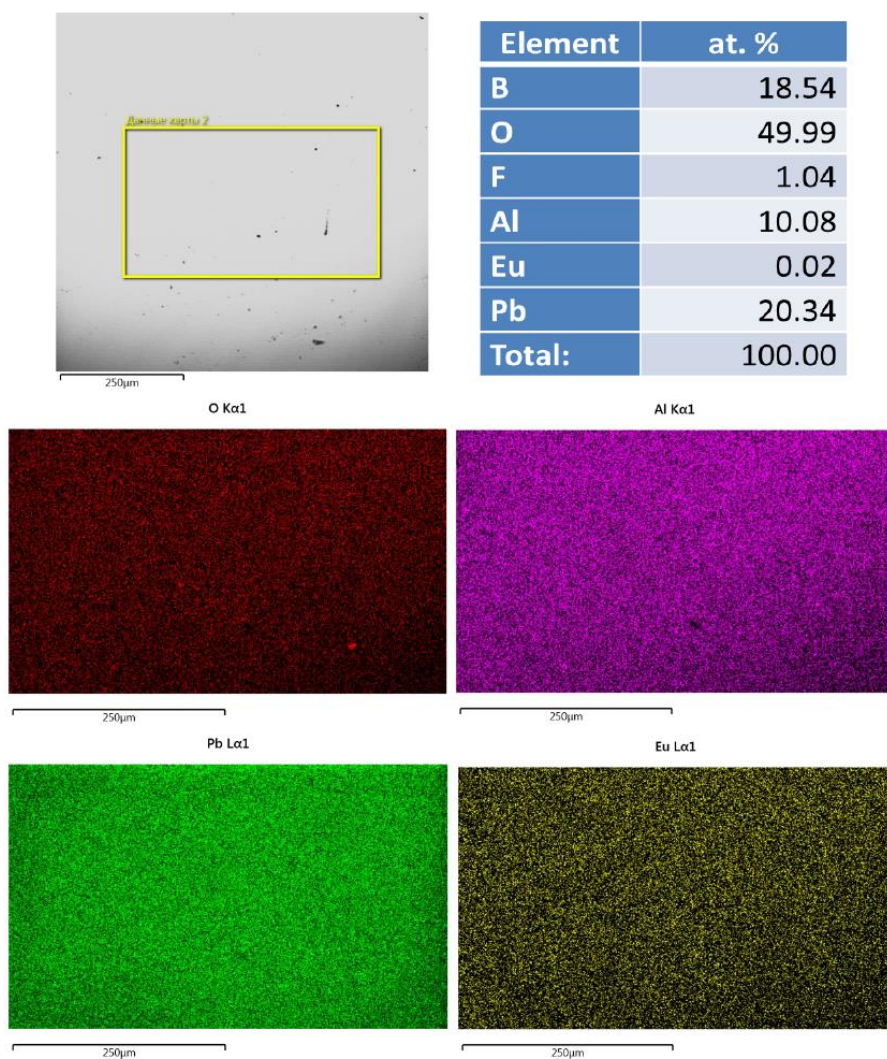 Данные карты 2
250μm
Element at. %
B 18.54
O 49.99
F 1.04
Al 10.08
Eu 0.02
Pb 20.34
Total: 100.00
O Kα1
Al Kα1
250μm
250μm
Pb Lα1
Eu Lα1
250μm
250μm